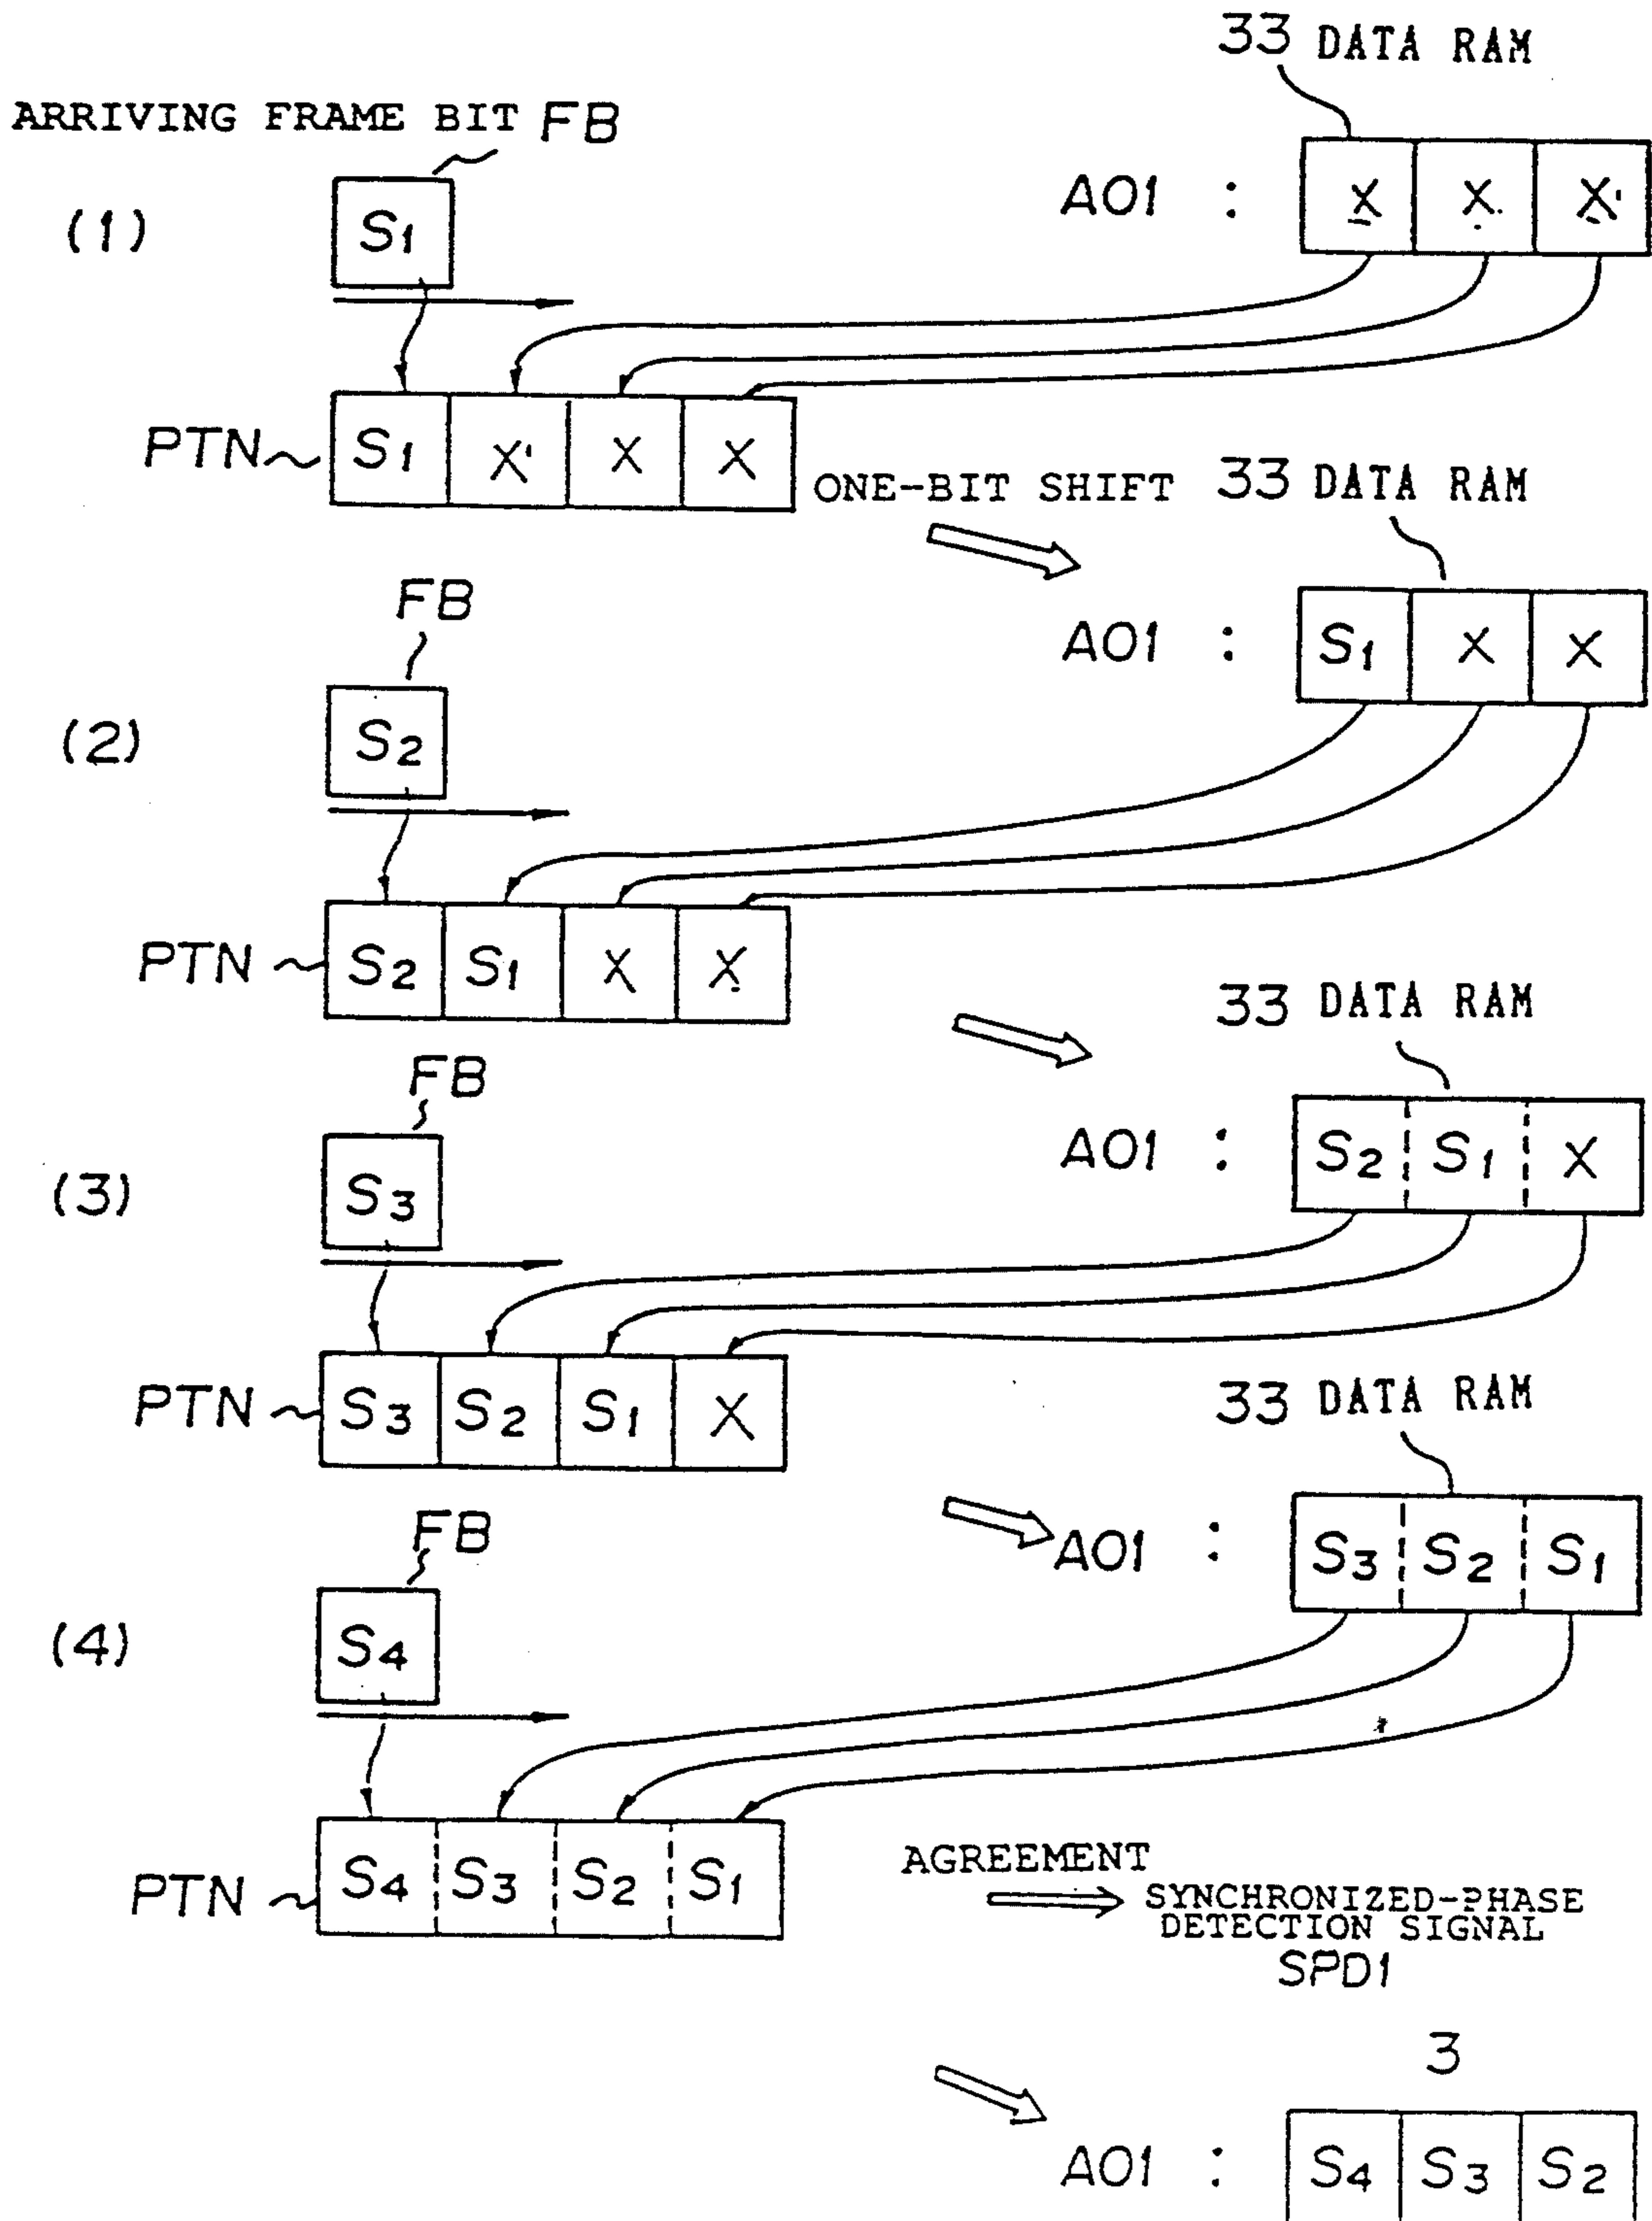 33 DATA RAM
ARRIVING FRAME BIT FB
(1)
S1
A01 : X X X'
PTN S1 X' X X
ONE-BIT SHIFT
33 DATA RAM
FB
A01 : S1 X X
(2)
S2
PTN S2 S1 X X
33 DATA RAM
FB
A01 : S2 S1 X
(3)
S3
PTN S3 S2 S1 X
33 DATA RAM
FB
A01 : S3 S2 S1
(4)
S4
PTN S4 S3 S2 S1
AGREEMENT
SYNCHRONIZED-PHASE
DETECTION SIGNAL
SPD1
3
A01 : S4 S3 S2